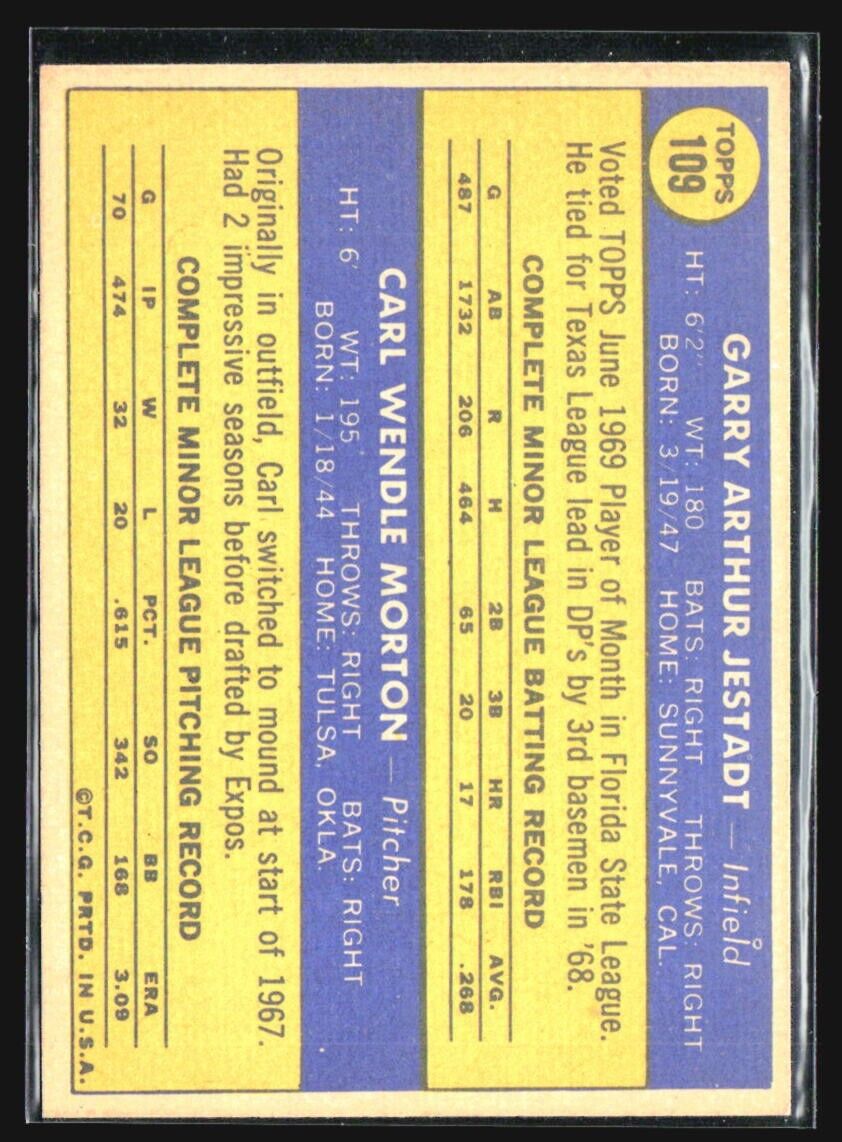 TOPPS
109
GARRY ARTHUR JESTADT — Infield
HT: 6'2" WT: 180 BATS: RIGHT THROWS: RIGHT
BORN: 3/19/47 HOME: SUNNYVALE, CAL.
Voted TOPPS June 1969 Player of Month in Florida State League.
He tied for Texas League lead in DP's by 3rd basemen in '68.
COMPLETE MINOR LEAGUE BATTING RECORD
G AB R H 2B 3B HR RBI AVG.
487 1732 206 464 65 20 17 178 .268
CARL WENDLE MORTON — Pitcher
HT: 6' WT: 195 THROWS: RIGHT BATS: RIGHT
BORN: 1/18/44 HOME: TULSA, OKLA.
Originally in outfield, Carl switched to mound at start of 1967.
Had 2 impressive seasons before drafted by Expos.
COMPLETE MINOR LEAGUE PITCHING RECORD
G IP W L PCT. SO BB ERA
70 474 32 20 .615 342 168 3.09
©T.C.G. PRTD. IN U.S.A.